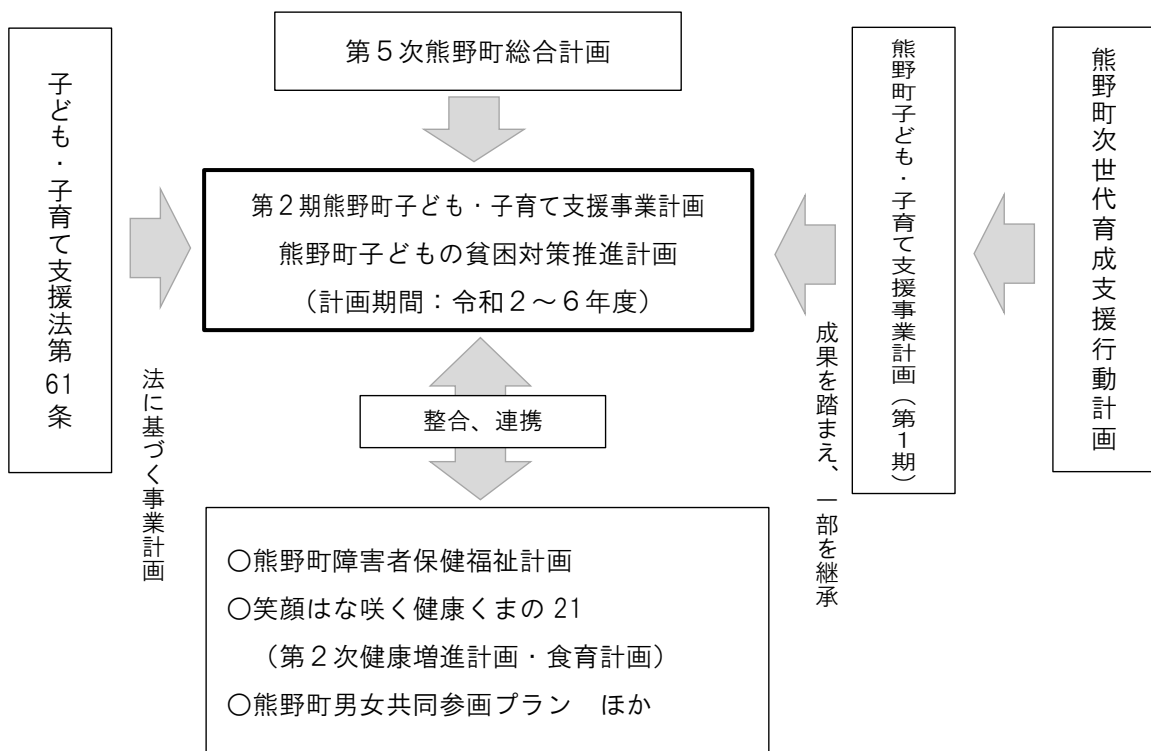 第５次熊野町総合計画
子ども・子育て支援法第61条
法に基づく事業計画
第２期熊野町子ども・子育て支援事業計画
熊野町子どもの貧困対策推進計画
（計画期間：令和２～６年度）
熊野町子ども・子育て支援事業計画（第１期）
成果を踏まえ、一部を継承
熊野町次世代育成支援行動計画
整合、連携
○熊野町障害者保健福祉計画
○笑顔はな咲く健康くまの 21
（第２次健康増進計画・食育計画）
○熊野町男女共同参画プラン　ほか